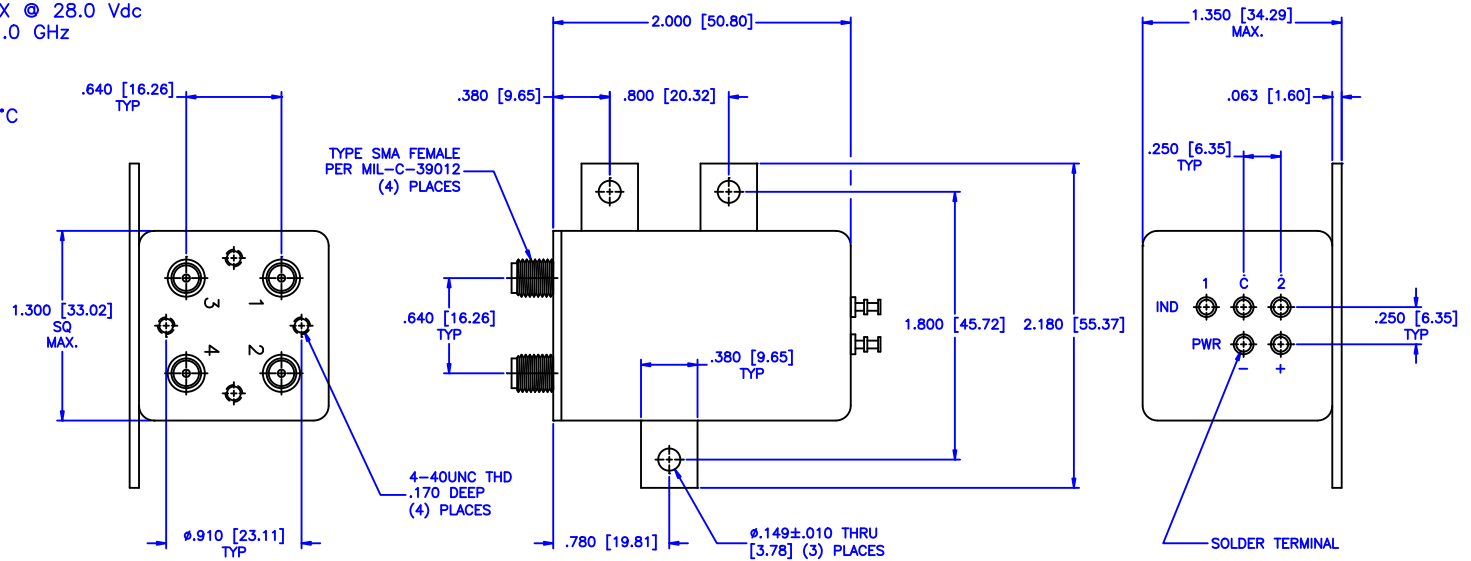 X @ 28.0 Vdc
.0 GHz
°C
.640 [16.26]
TYP
1.300 [33.02]
SQ
MAX.
3
1
4
2
4-40UNC THD
.170 DEEP
(4) PLACES
ø.910 [23.11]
TYP
2.000 [50.80]
.380 [9.65]
.800 [20.32]
TYPE SMA FEMALE
PER MIL-C-39012
(4) PLACES
.640 [16.26]
TYP
.380 [9.65]
TYP
1.800 [45.72]
2.180 [55.37]
.780 [19.81]
ø.149±.010 THRU
[3.78] (3) PLACES
1.350 [34.29]
MAX.
.063 [1.60]
.250 [6.35]
TYP
1 C 2
IND
PWR
- +
.250 [6.35]
TYP
SOLDER TERMINAL